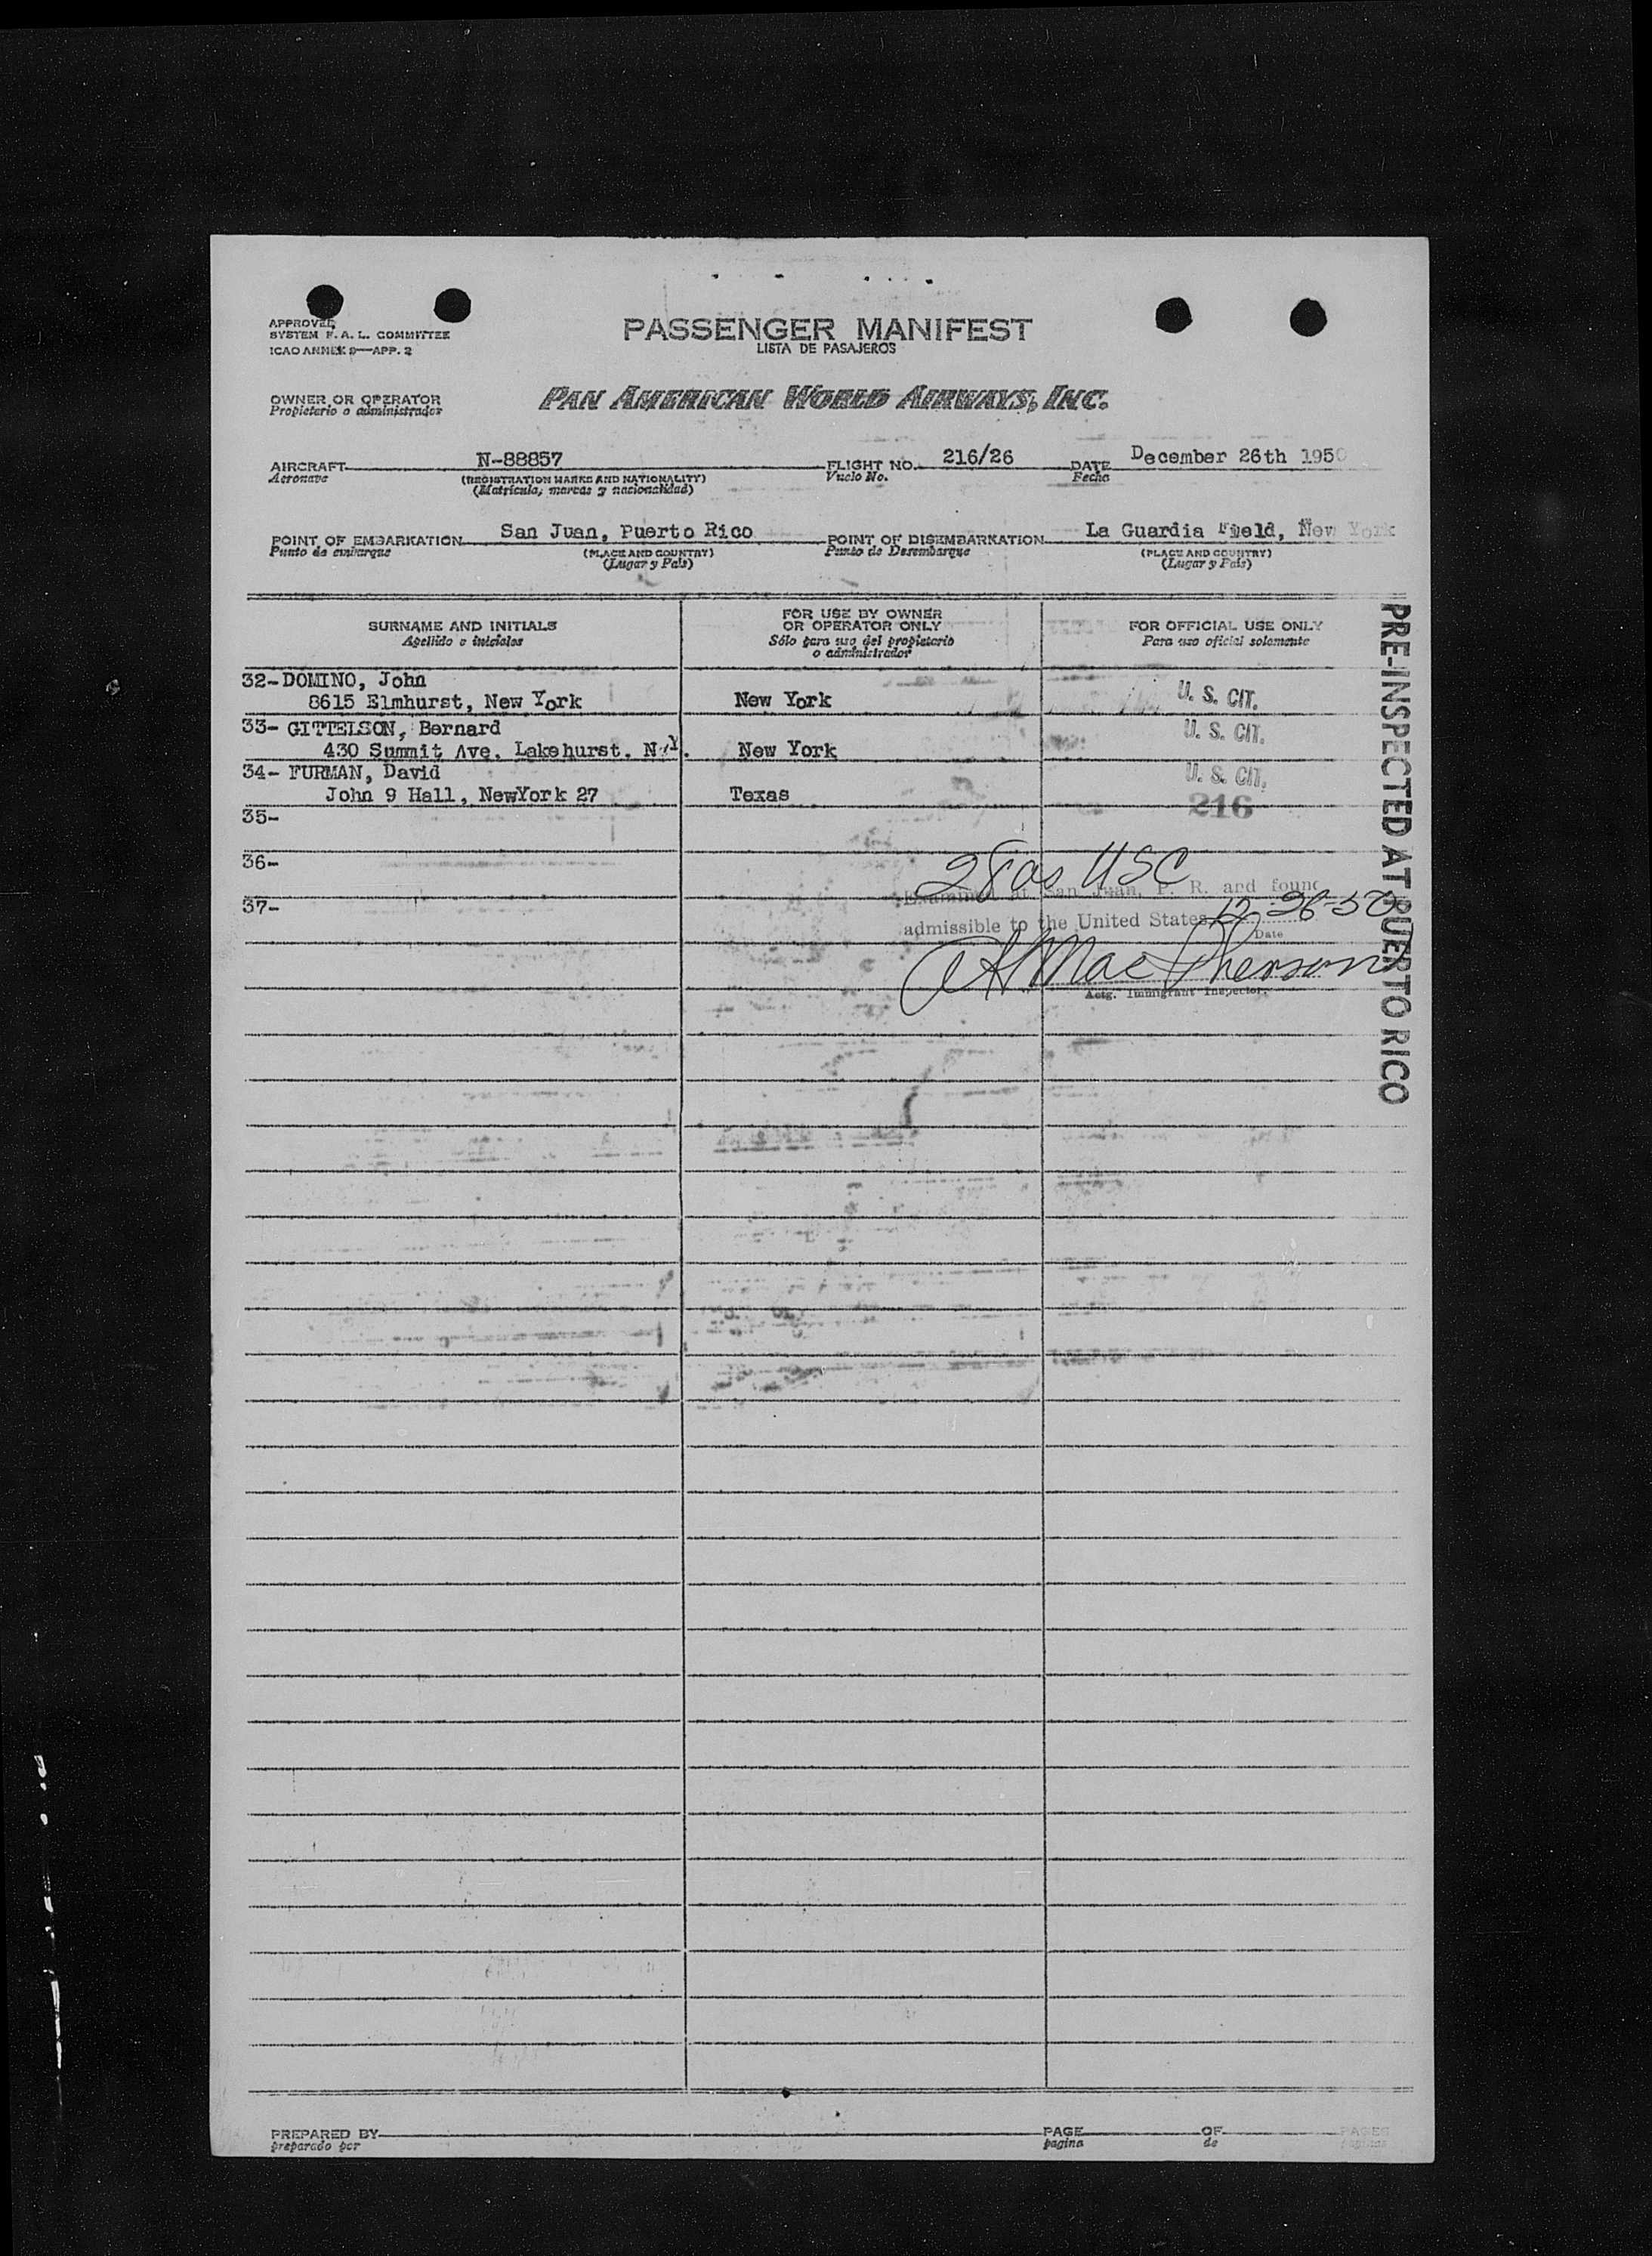 APPROVED
SYSTEM F. A. L. COMMITTEE
ICAO ANNEX 9—APP. 2
PASSENGER MANIFEST
LISTA DE PASAJEROS
OWNER OR OPERATOR
Propietario o administrador
PAN AMERICAN WORLD AIRWAYS, INC.
AIRCRAFT N-88857 FLIGHT NO. 216/26 DATE December 26th 1950
Aeronave (REGISTRATION MARKS AND NATIONALITY) Vuelo No. Fecha
(Matrícula, marcas y nacionalidad)
POINT OF EMBARKATION San Juan, Puerto Rico POINT OF DISEMBARKATION La Guardia Field, New York
Punto de embarque (PLACE AND COUNTRY) Punto de Desembarque (PLACE AND COUNTRY)
(Lugar y País) (Lugar y País)
SURNAME AND INITIALS
Apellido e iniciales
FOR USE BY OWNER
OR OPERATOR ONLY
Sólo para uso del propietario
o administrador
FOR OFFICIAL USE ONLY
Para uso oficial solamente
32- DOMINO, John
8615 Elmhurst, New York New York U. S. CIT.
33- GITTELSON, Bernard U. S. CIT.
430 Summit Ave. Lakehurst. N.Y. New York
34- FURMAN, David U. S. CIT.
John 9 Hall, NewYork 27 Texas
216
35-
36-
37-
28 as USC
Examined at San Juan, P. R. and found
admissible to the United States 12-26-50
Date
MacPherson
Actg. Immigrant Inspector.
PRE-INSPECTED AT PUERTO RICO
PREPARED BY PAGE OF PAGES
preparado por pagina de paginas